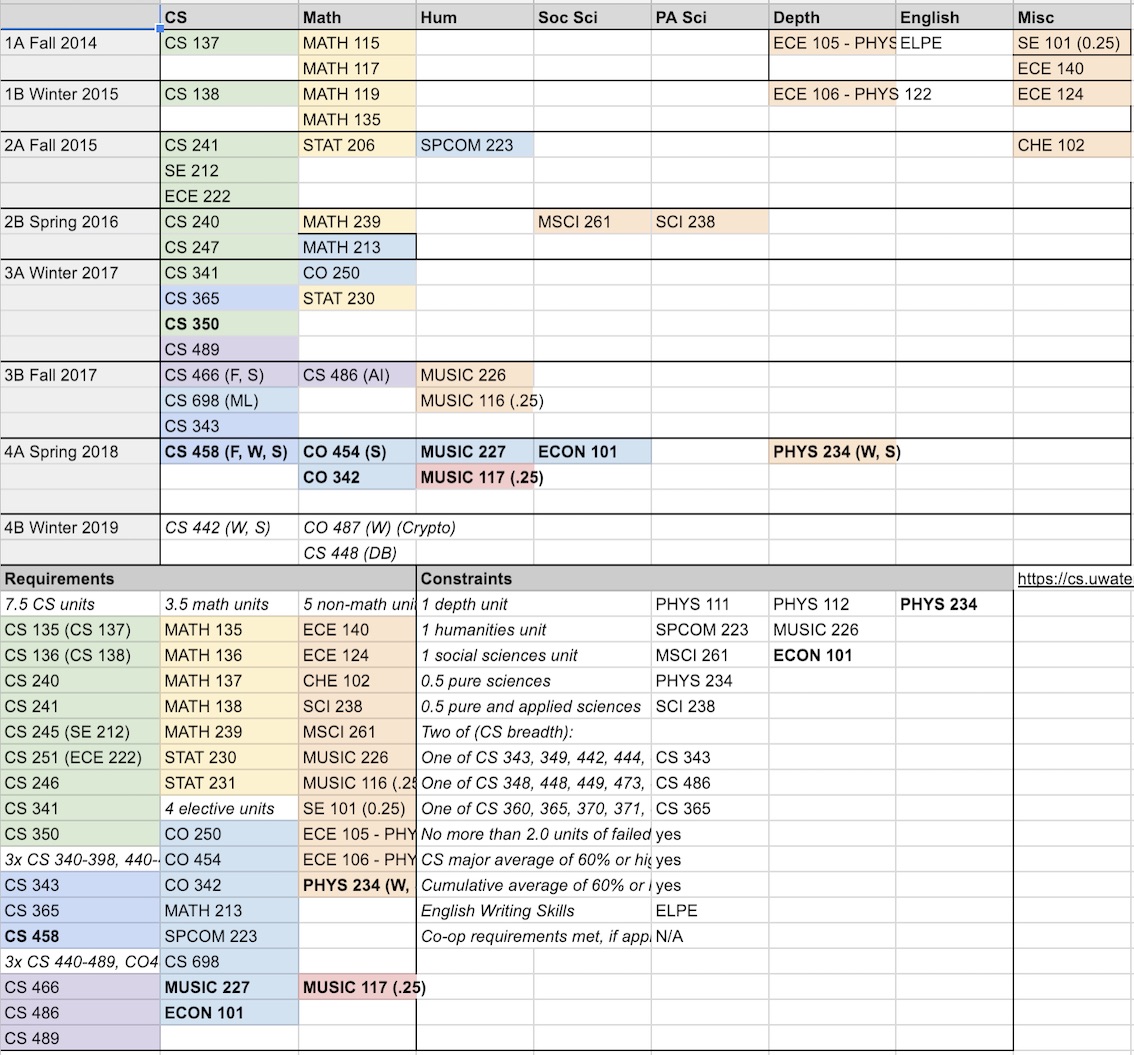 CS Math Hum Soc Sci PA Sci Depth English Misc
1A Fall 2014 CS 137 MATH 115 ECE 105 - PHYS ELPE SE 101 (0.25)
MATH 117 ECE 140
1B Winter 2015 CS 138 MATH 119 ECE 106 - PHYS 122 ECE 124
MATH 135
2A Fall 2015 CS 241 STAT 206 SPCOM 223 CHE 102
SE 212
ECE 222
2B Spring 2016 CS 240 MATH 239 MSCI 261 SCI 238
CS 247 MATH 213
3A Winter 2017 CS 341 CO 250
CS 365 STAT 230
CS 350
CS 489
3B Fall 2017 CS 466 (F, S) CS 486 (AI) MUSIC 226
CS 698 (ML) MUSIC 116 (.25)
CS 343
4A Spring 2018 CS 458 (F, W, S) CO 454 (S) MUSIC 227 ECON 101 PHYS 234 (W, S)
CO 342 MUSIC 117 (.25)
4B Winter 2019 CS 442 (W, S) CO 487 (W) (Crypto)
CS 448 (DB)
Requirements Constraints https://cs.uwate
7.5 CS units 3.5 math units 5 non-math unit 1 depth unit PHYS 111 PHYS 112 PHYS 234
CS 135 (CS 137) MATH 135 ECE 140 1 humanities unit SPCOM 223 MUSIC 226
CS 136 (CS 138) MATH 136 ECE 124 1 social sciences unit MSCI 261 ECON 101
CS 240 MATH 137 CHE 102 0.5 pure sciences PHYS 234
CS 241 MATH 138 SCI 238 0.5 pure and applied sciences SCI 238
CS 245 (SE 212) MATH 239 MSCI 261 Two of (CS breadth):
CS 251 (ECE 222) STAT 230 MUSIC 226 One of CS 343, 349, 442, 444, CS 343
CS 246 STAT 231 MUSIC 116 (.25 One of CS 348, 448, 449, 473, CS 486
CS 341 4 elective units SE 101 (0.25) One of CS 360, 365, 370, 371, CS 365
CS 350 CO 250 ECE 105 - PHY No more than 2.0 units of failed yes
3x CS 340-398, 440- CO 454 ECE 106 - PHY CS major average of 60% or hig yes
CS 343 CO 342 PHYS 234 (W, Cumulative average of 60% or yes
CS 365 MATH 213 English Writing Skills ELPE
CS 458 SPCOM 223 Co-op requirements met, if appl N/A
3x CS 440-489, CO4 CS 698
CS 466 MUSIC 227 MUSIC 117 (.25)
CS 486 ECON 101
CS 489